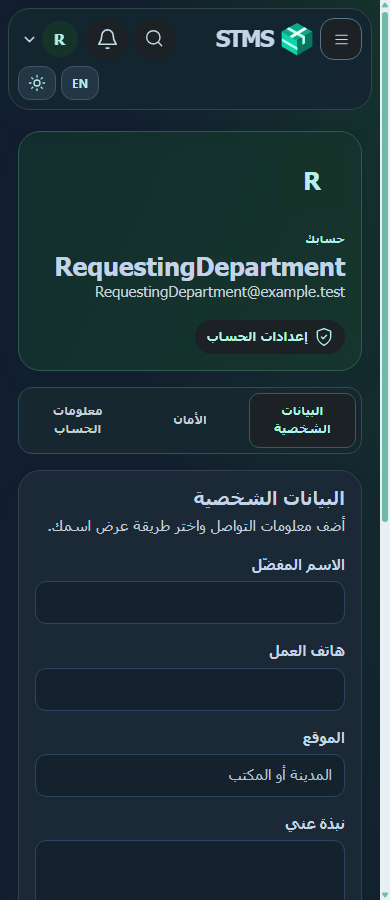 STMS
R
EN
R
حسابك
RequestingDepartment
RequestingDepartment@example.test
إعدادات الحساب
البيانات الشخصية
الأمان
معلومات الحساب
البيانات الشخصية
أضف معلومات التواصل واختر طريقة عرض اسمك.
الاسم المفضّل
هاتف العمل
الموقع
المدينة أو المكتب
نبذة عني